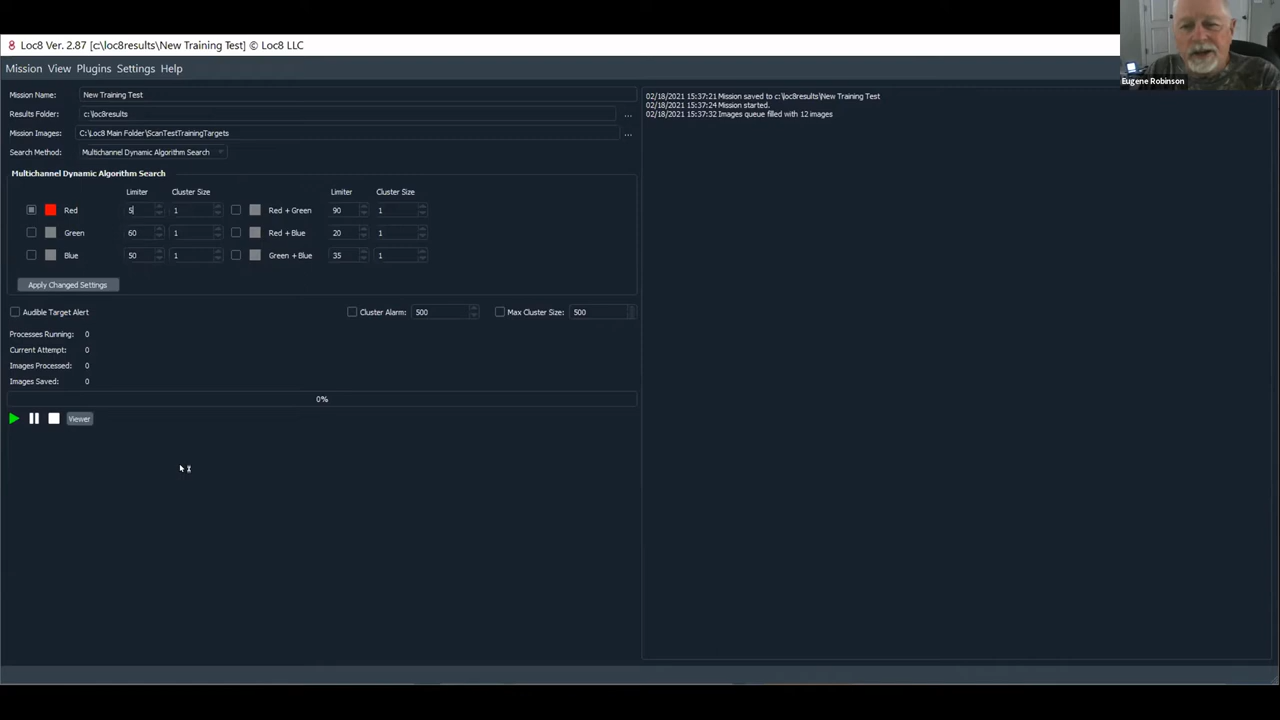 Loc8 Ver. 2.87 [c:\loc8results\New Training Test] © Loc8 LLC
Eugene Robinson
Mission View Plugins Settings Help
Mission Name: New Training Test
Results Folder: c:\loc8results ...
Mission Images: C:\Loc8 Main Folder\ScanTestTrainingTargets ...
Search Method: Multichannel Dynamic Algorithm Search
Multichannel Dynamic Algorithm Search
Limiter Cluster Size Limiter Cluster Size
Red 5 1 Red + Green 90 1
Green 60 1 Red + Blue 20 1
Blue 50 1 Green + Blue 35 1
Apply Changed Settings
Audible Target Alert Cluster Alarm: 500 Max Cluster Size: 500
Processes Running: 0
Current Attempt: 0
Images Processed: 0
Images Saved: 0
0%
Viewer
02/18/2021 15:37:21 Mission saved to c:\loc8results\New Training Test
02/18/2021 15:37:24 Mission started.
02/18/2021 15:37:32 Images queue filled with 12 images